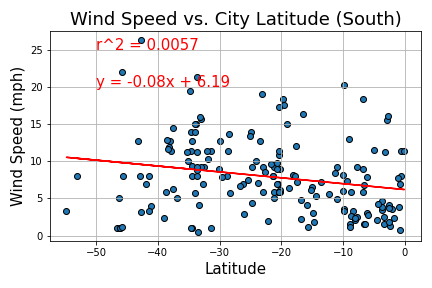 Wind Speed vs. City Latitude (South)
r^2 = 0.0057
y = -0.08x + 6.19
Wind Speed (mph)
25
20
15
10
5
0
−50 −40 −30 −20 −10 0
Latitude